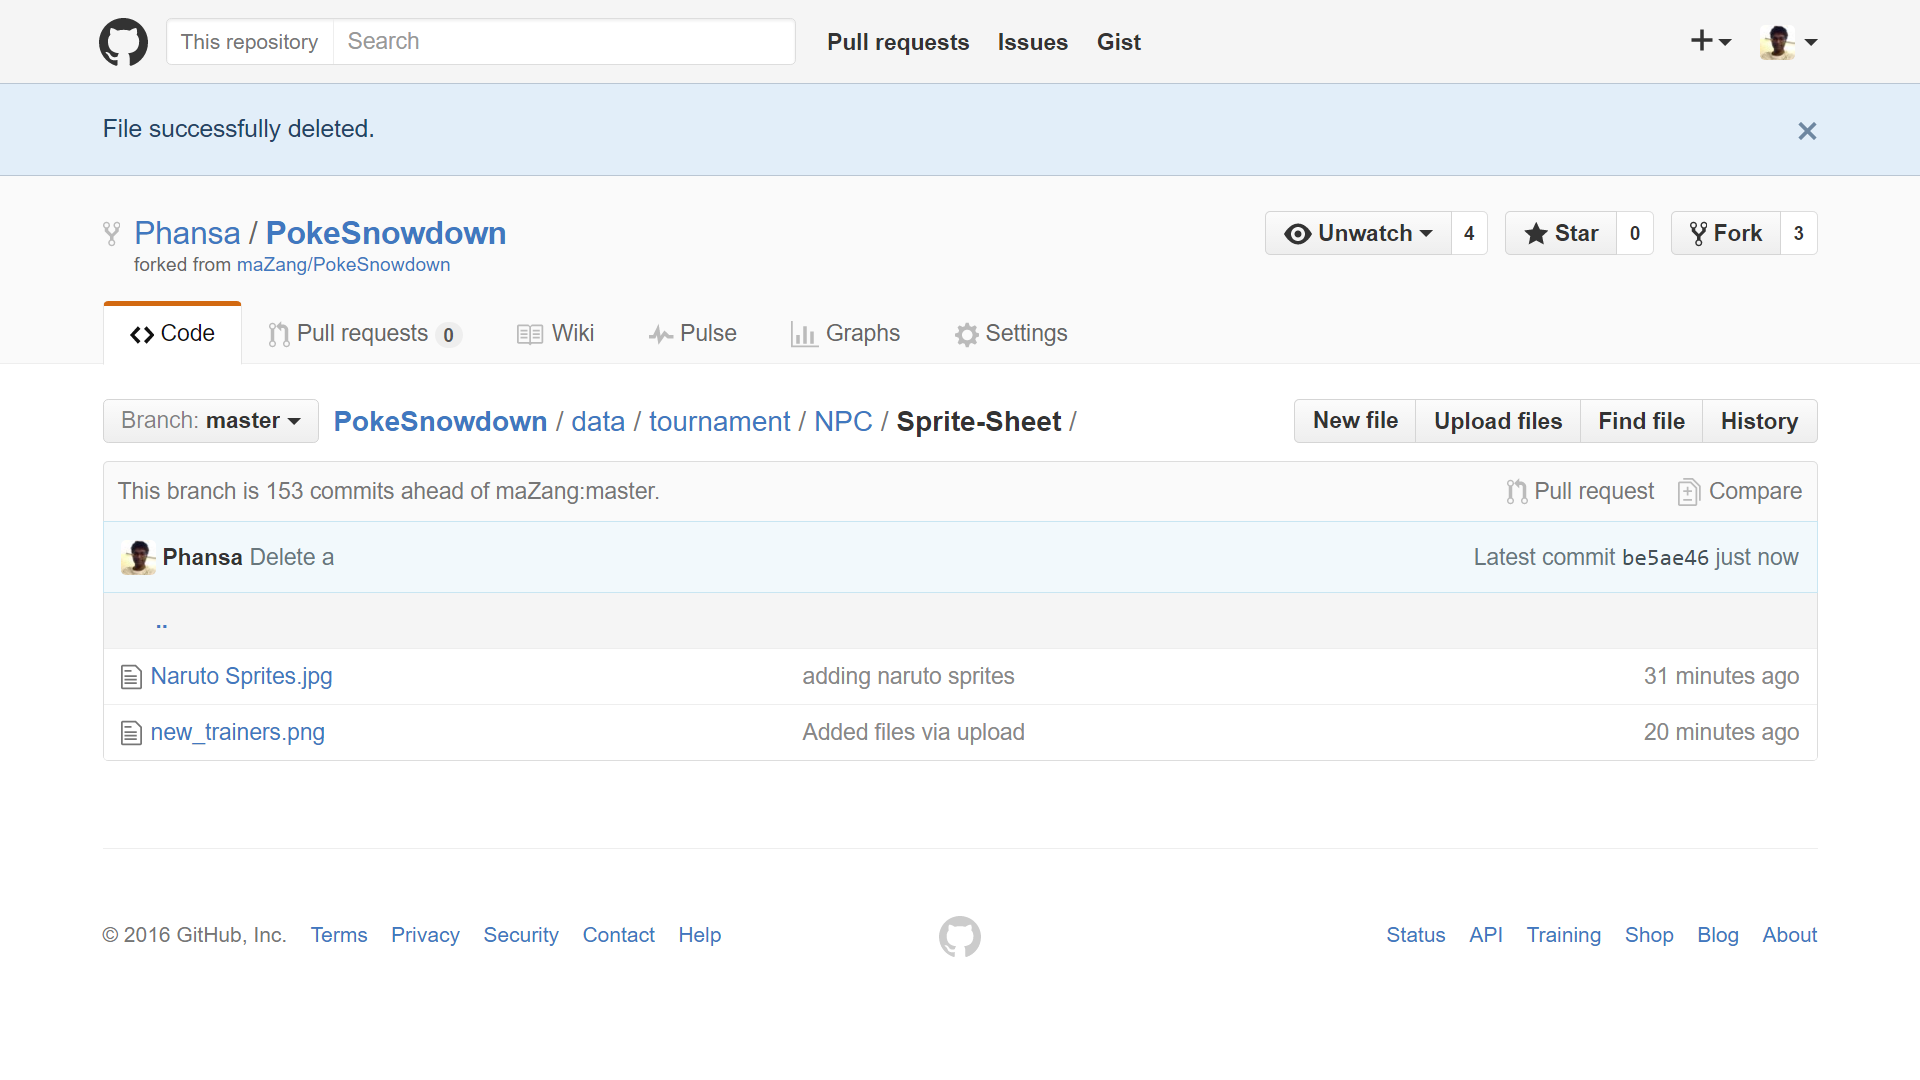 This repository Search Pull requests Issues Gist
File successfully deleted.
Phansa / PokeSnowdown Unwatch 4 Star 0 Fork 3
forked from maZang/PokeSnowdown
Code Pull requests 0 Wiki Pulse Graphs Settings
Branch: master PokeSnowdown / data / tournament / NPC / Sprite-Sheet / New file Upload files Find file History
This branch is 153 commits ahead of maZang:master. Pull request Compare
Phansa Delete a Latest commit be5ae46 just now
..
Naruto Sprites.jpg adding naruto sprites 31 minutes ago
new_trainers.png Added files via upload 20 minutes ago
© 2016 GitHub, Inc. Terms Privacy Security Contact Help Status API Training Shop Blog About